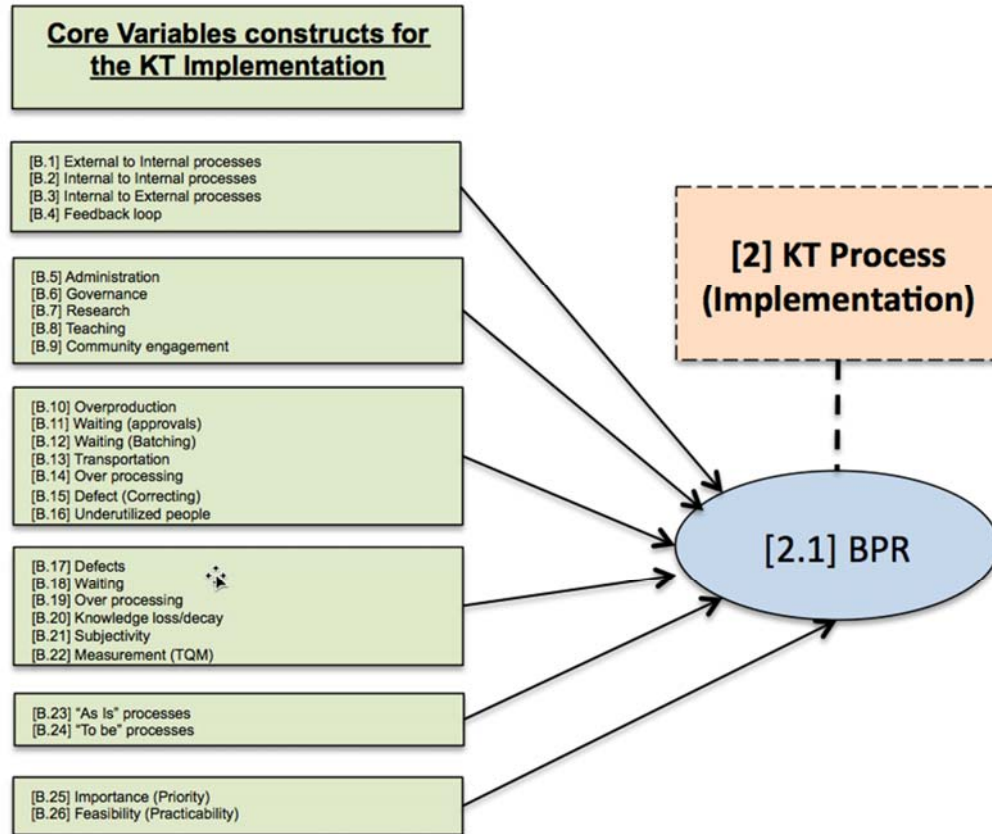 Core Variables constructs for
the KT Implementation
[B.1] External to Internal processes
[B.2] Internal to Internal processes
[B.3] Internal to External processes
[B.4] Feedback loop
[B.5] Administration
[B.6] Governance
[B.7] Research
[B.8] Teaching
[B.9] Community engagement
[B.10] Overproduction
[B.11] Waiting (approvals)
[B.12] Waiting (Batching)
[B.13] Transportation
[B.14] Over processing
[B.15] Defect (Correcting)
[B.16] Underutilized people
[B.17] Defects
[B.18] Waiting
[B.19] Over processing
[B.20] Knowledge loss/decay
[B.21] Subjectivity
[B.22] Measurement (TQM)
[B.23] "As Is" processes
[B.24] "To be" processes
[B.25] Importance (Priority)
[B.26] Feasibility (Practicability)
[2] KT Process
(Implementation)
[2.1] BPR